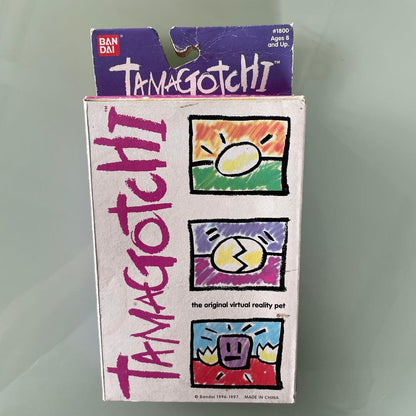 BAN
DAI
#1800
Ages 8
and Up.
TAMAGOTCHI™
TAMAGOTCHI
the original virtual reality pet
© Bandai 1996-1997. MADE IN CHINA